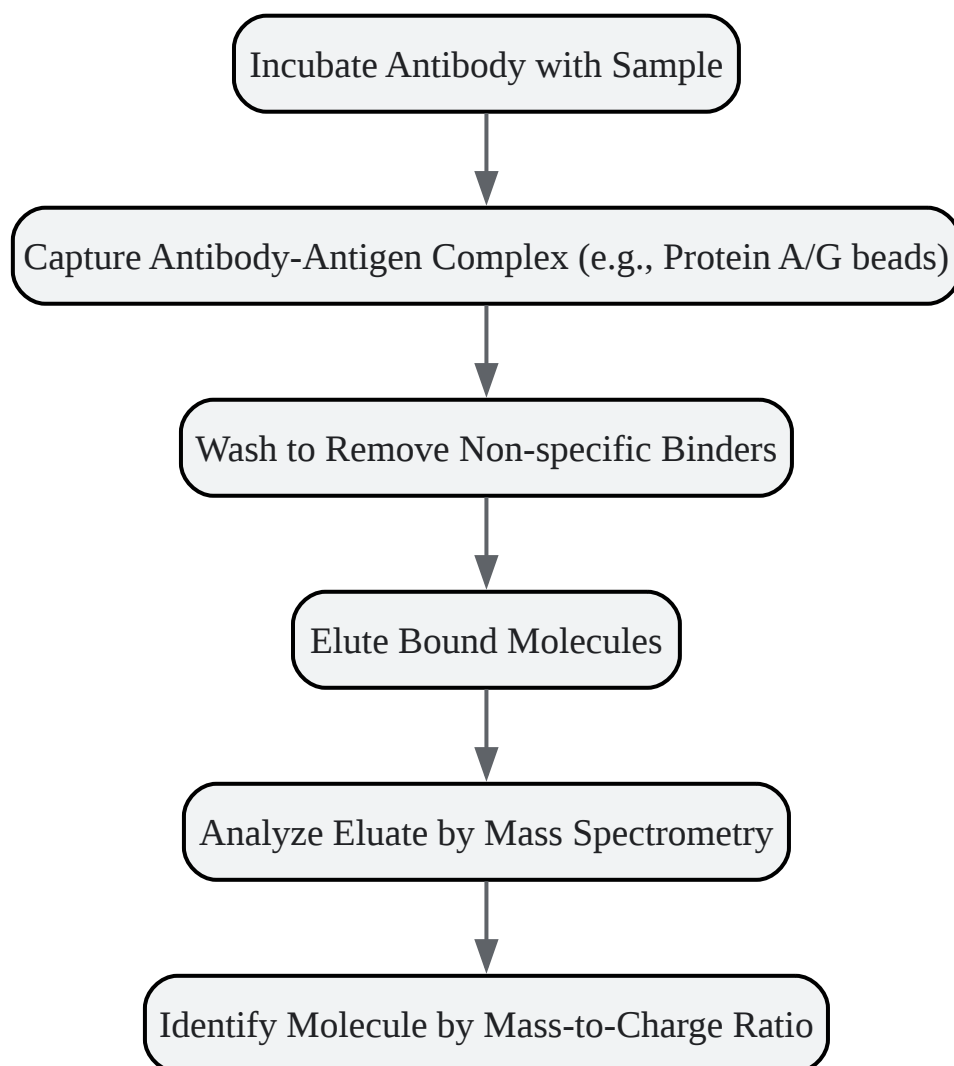 Incubate Antibody with Sample
Capture Antibody-Antigen Complex (e.g., Protein A/G beads)
Wash to Remove Non-specific Binders
Elute Bound Molecules
Analyze Eluate by Mass Spectrometry
Identify Molecule by Mass-to-Charge Ratio